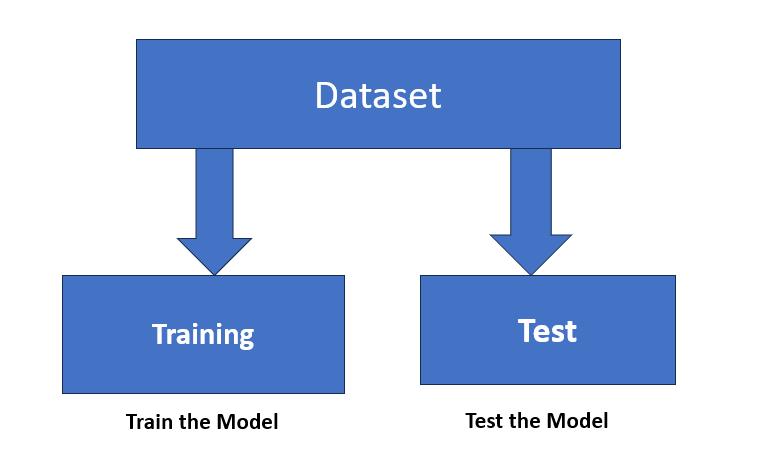 Dataset
Training
Test
Train the Model
Test the Model